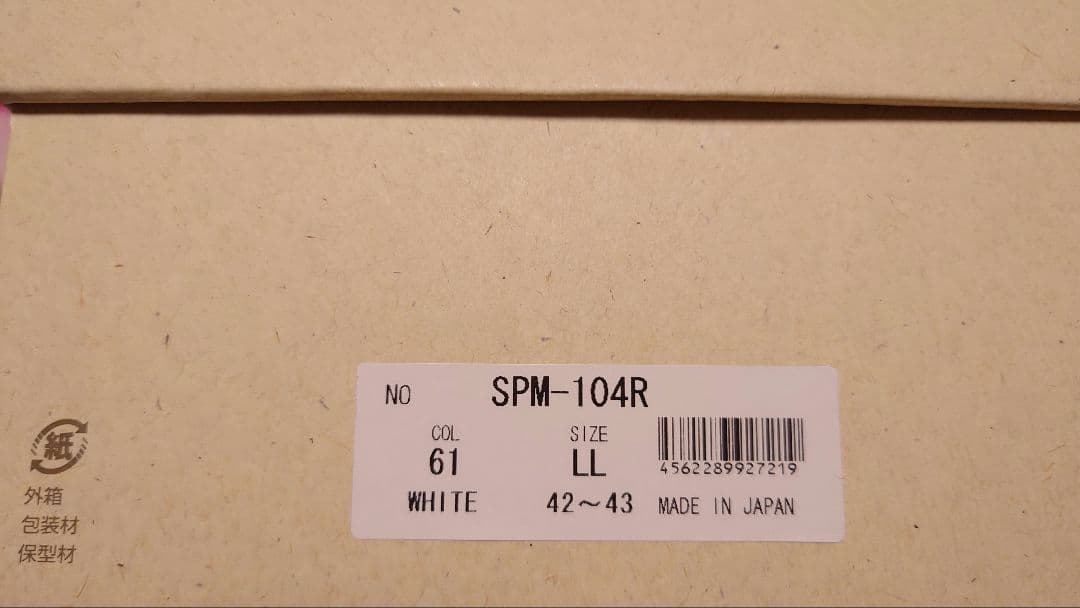 NO SPM-104R
COL SIZE
61 LL
4562289927219
WHITE 42～43 MADE IN JAPAN
紙
外箱
包装材
保型材